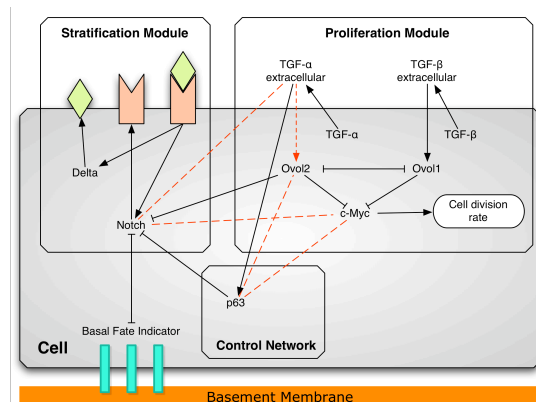 Stratification Module
Proliferation Module
TGF-α
extracellular
TGF-β
extracellular
TGF-α
TGF-β
Delta
Ovol2
Ovol1
Notch
c-Myc
Cell division
rate
p63
Basal Fate Indicator
Control Network
Cell
Basement Membrane